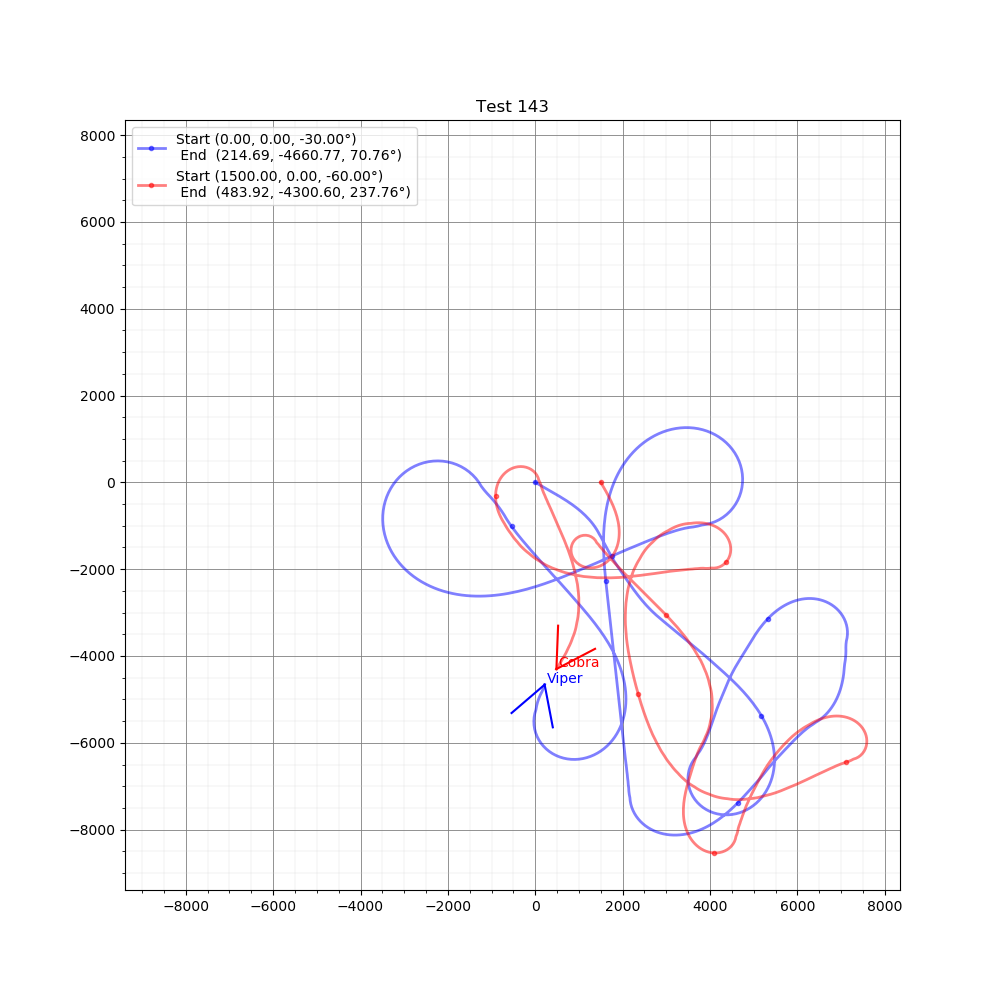 Test 143
Start (0.00, 0.00, -30.00°)
End  (214.69, -4660.77, 70.76°)
Start (1500.00, 0.00, -60.00°)
End  (483.92, -4300.60, 237.76°)
8000
6000
4000
2000
0
−2000
−4000
−6000
−8000
Cobra
Viper
−8000 −6000 −4000 −2000 0 2000 4000 6000 8000